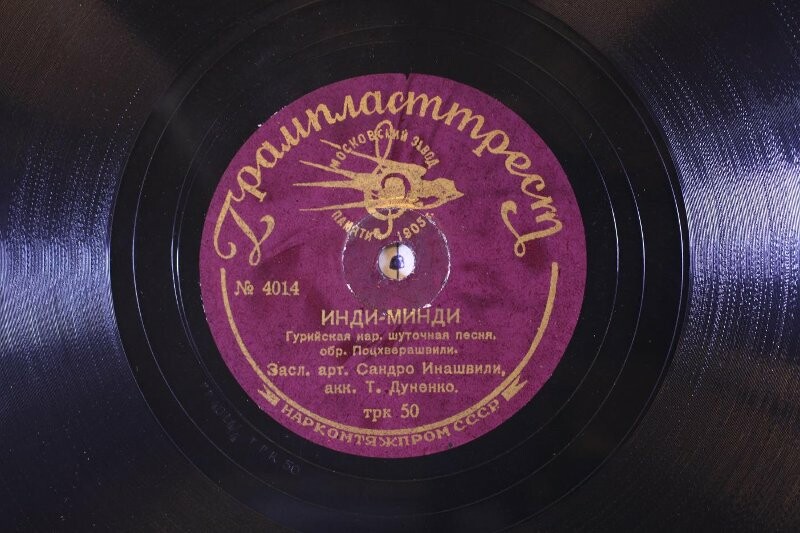 Грампласттрест
МОСКОВСКИЙ ЗАВОД
ПАМЯТИ 1905 г.
№ 4014
ИНДИ-МИНДИ
Гурийская нар. шуточная песня,
обр. Поцхверашвили.
Засл. арт. Сандро Инашвили,
акк. Т. Дуненко.
трк 50
НАРКОМТЯЖПРОМ СССР